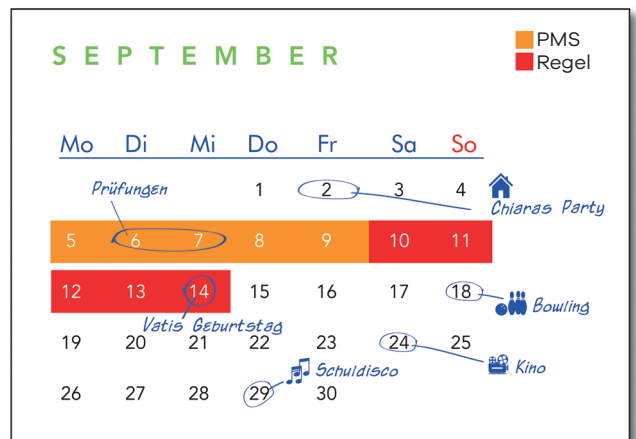 SEPTEMBER
PMS
Regel
Mo Di Mi Do Fr Sa So
Prüfungen
1 2 3 4
Chiaras Party
5 6 7 8 9 10 11
12 13 14 15 16 17 18
Bowling
Vatis Geburtstag
19 20 21 22 23 24 25
Schuldisco
Kino
26 27 28 29 30